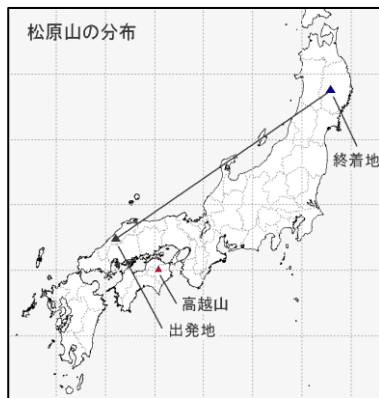 松原山の分布
終着地
高越山
出発地